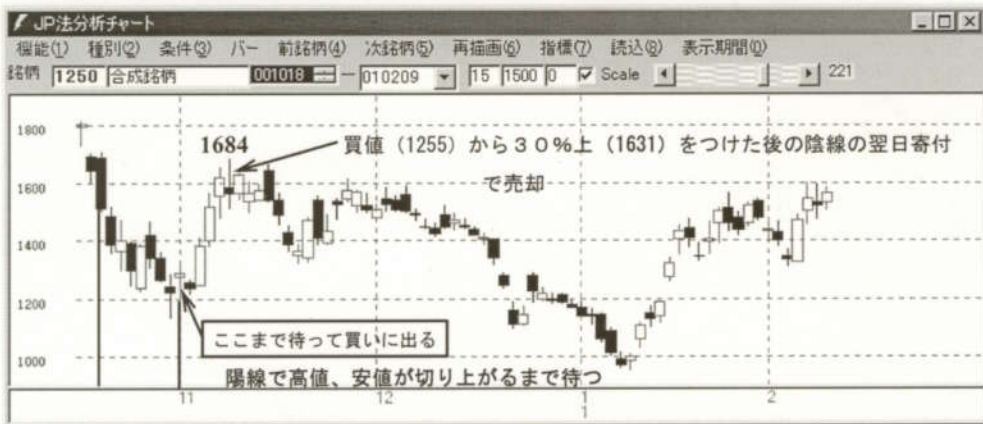 JP法分析チャート
機能(1) 種別(2) 条件(3) バー 前銘柄(4) 次銘柄(5) 再描画(6) 指標(7) 読込(8) 表示期間(0)
銘柄 1250 合成銘柄 001018 ー 010209 15 1500 0 Scale 221
1800
1684
買値（1255）から３０％上（1631）をつけた後の陰線の翌日寄付
で売却
1600
1400
1200
ここまで待って買いに出る
1000
陽線で高値、安値が切り上がるまで待つ
11 12 1 2
1